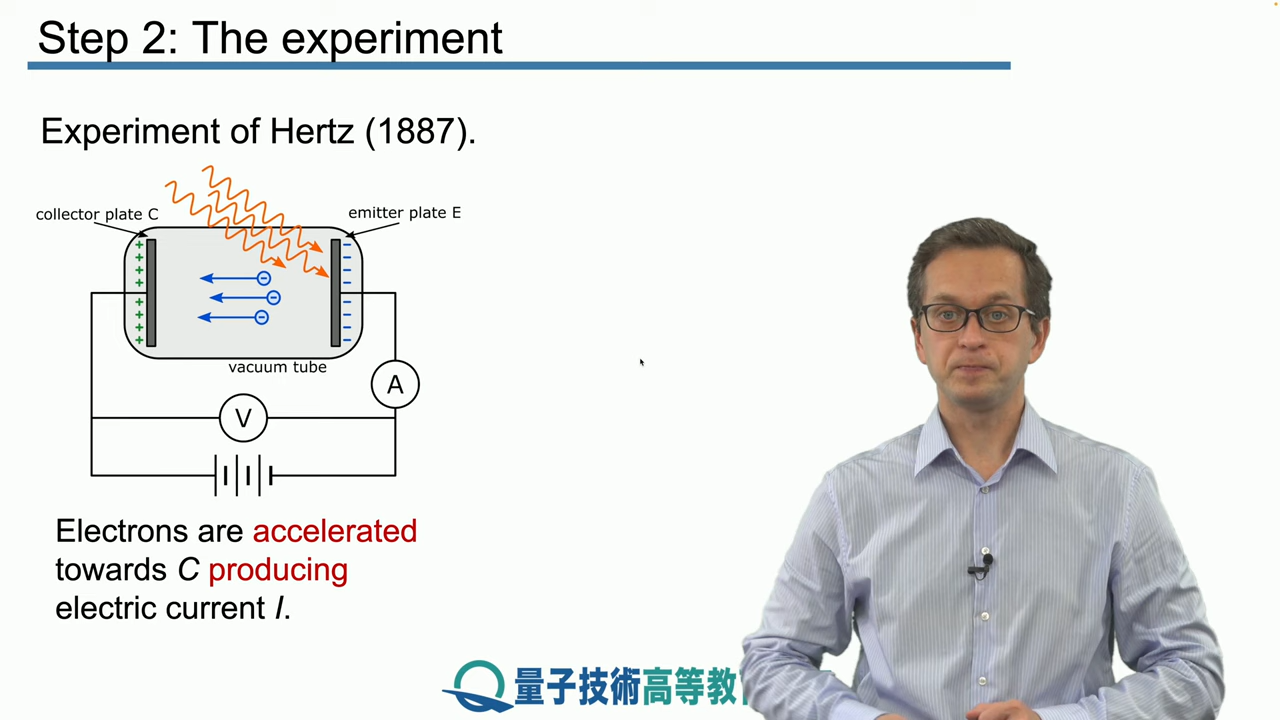 Step 2: The experiment
Experiment of Hertz (1887).
collector plate C
emitter plate E
vacuum tube
A
V
Electrons are accelerated
towards C producing
electric current I.
量子技術高等教